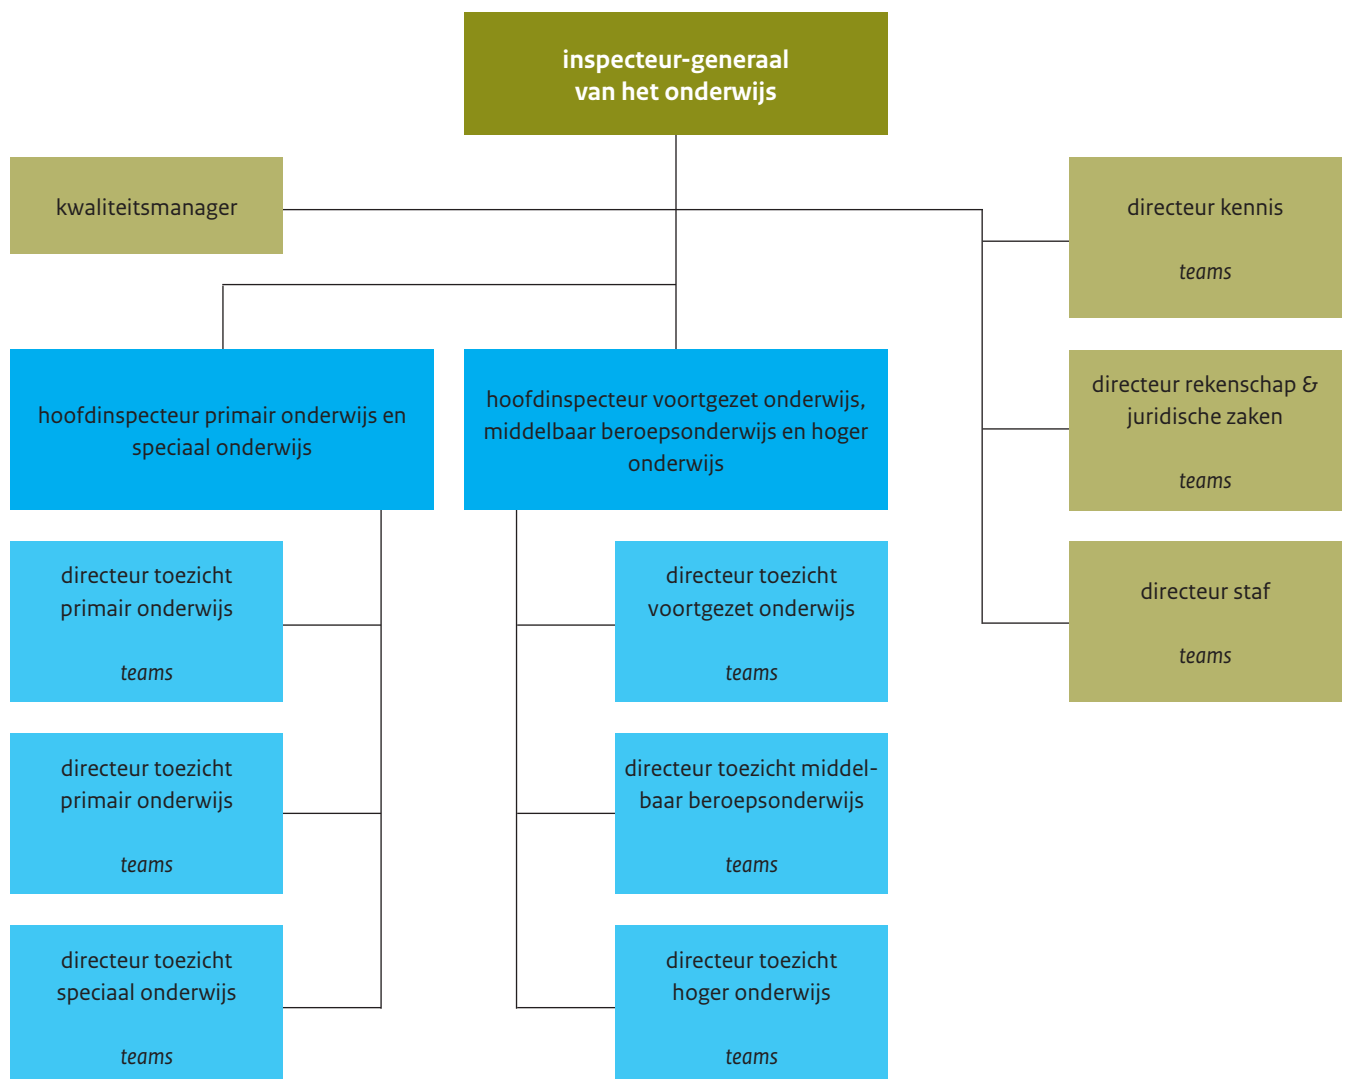 inspecteur-generaal
van het onderwijs
kwaliteitsmanager
directeur kennis
teams
hoofdinspecteur primair onderwijs en
speciaal onderwijs
hoofdinspecteur voortgezet onderwijs,
middelbaar beroepsonderwijs en hoger
onderwijs
directeur rekenschap &
juridische zaken
teams
directeur toezicht
primair onderwijs
teams
directeur toezicht
voortgezet onderwijs
teams
directeur staf
teams
directeur toezicht
primair onderwijs
teams
directeur toezicht middel-
baar beroepsonderwijs
teams
directeur toezicht
speciaal onderwijs
teams
directeur toezicht
hoger onderwijs
teams